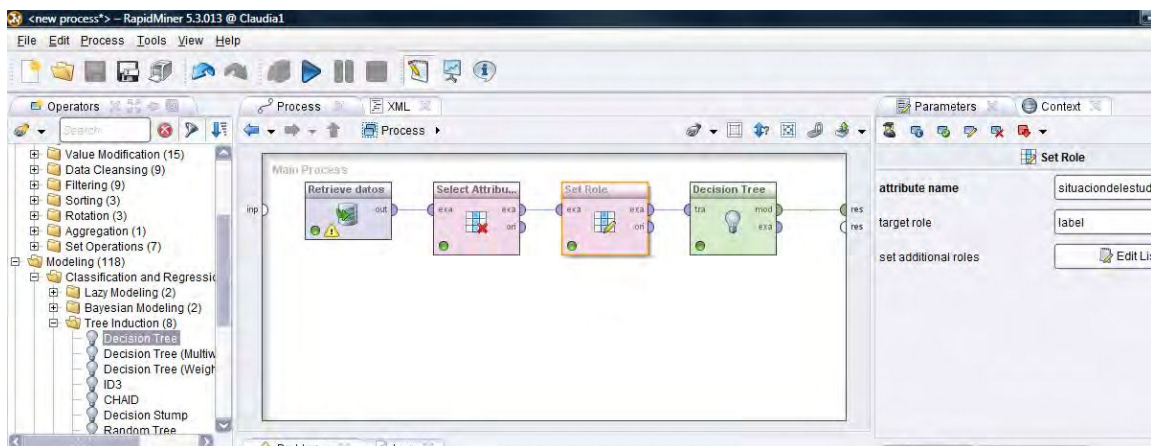 <new process*> – RapidMiner 5.3.013 @ Claudia1
File Edit Process Tools View Help
Operators
Process
XML
Parameters
Context
Search
Process
Set Role
Value Modification (15)
Data Cleansing (9)
Filtering (9)
Sorting (3)
Rotation (3)
Aggregation (1)
Set Operations (7)
Modeling (118)
Classification and Regressio
Lazy Modeling (2)
Bayesian Modeling (2)
Tree Induction (8)
Decision Tree
Decision Tree (Multiw
Decision Tree (Weigh
ID3
CHAID
Decision Stump
Random Tree
Main Process
inp
Retrieve datos
out
Select Attribu...
exa exa
ori
Set Role
exa exa
ori
Decision Tree
tra mod
exa
res
res
attribute name
situaciondelestud
target role
label
set additional roles
Edit Lis